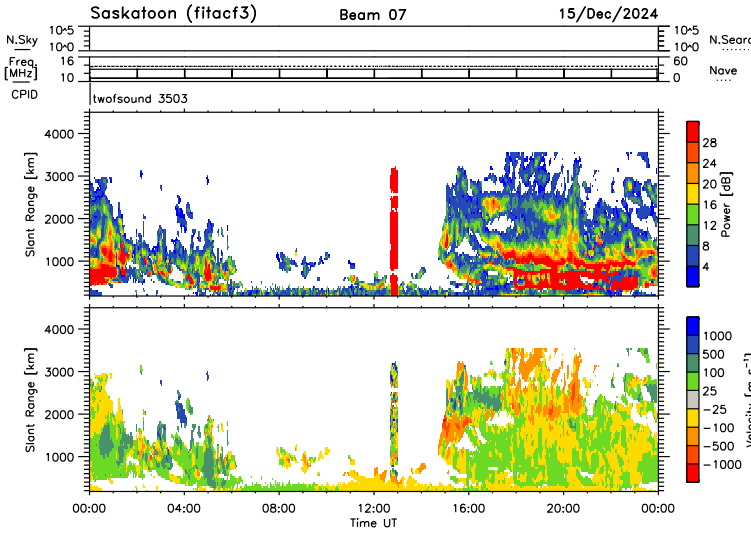 Saskatoon (fitacf3) Beam 07 15/Dec/2024
N.Sky 10^5 10^0 10^5 10^0 N.Sear
Freq. [MHz] 16 10 60 0 Nave
CPID twofsound 3503
Slant Range [km] 4000 3000 2000 1000
28 24 20 16 12 8 4 Power [dB]
Slant Range [km] 4000 3000 2000 1000
1000 500 100 25 -25 -100 -500 -1000 Velocity [m s^-1]
00:00 04:00 08:00 12:00 16:00 20:00 00:00
Time UT